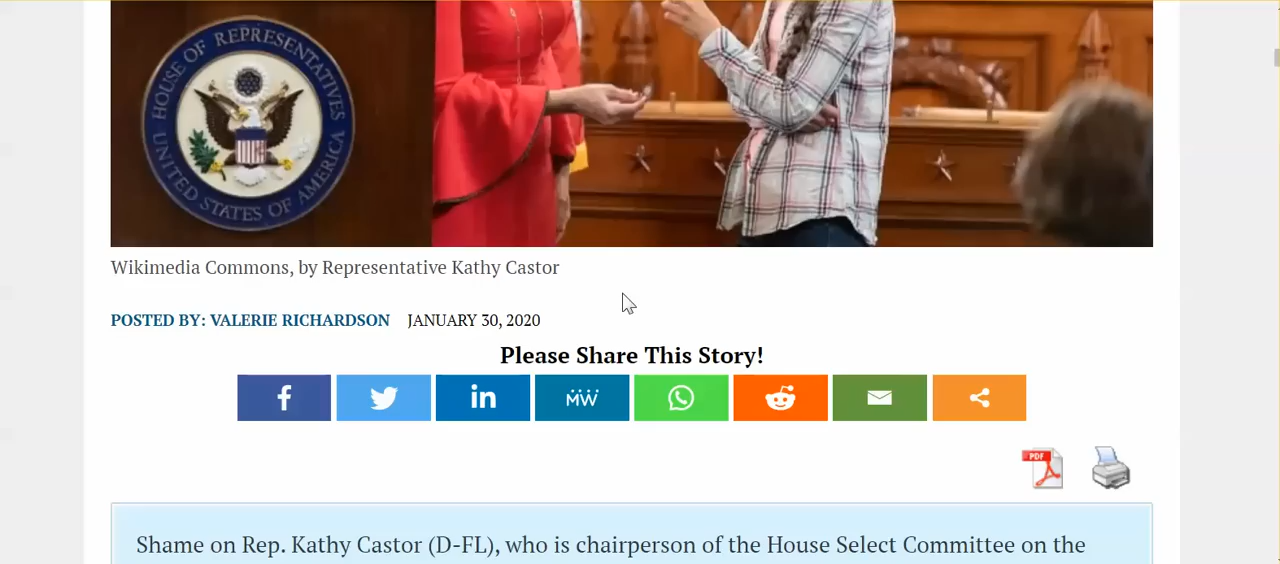 HOUSE OF REPRESENTATIVES
UNITED STATES OF AMERICA
Wikimedia Commons, by Representative Kathy Castor
POSTED BY: VALERIE RICHARDSON JANUARY 30, 2020
Please Share This Story!
f in MW
PDF
Shame on Rep. Kathy Castor (D-FL), who is chairperson of the House Select Committee on the